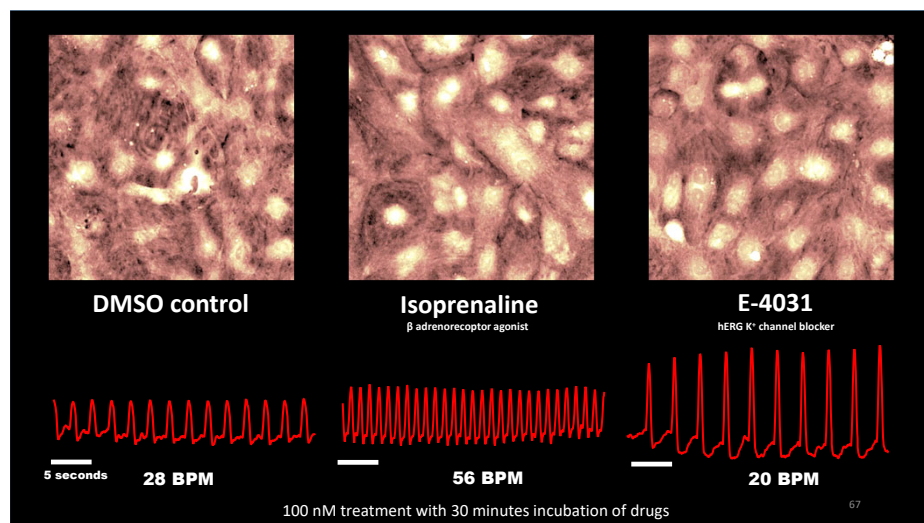 DMSO control
Isoprenaline
β adrenoreceptor agonist
E-4031
hERG K⁺ channel blocker
5 seconds
28 BPM
56 BPM
20 BPM
100 nM treatment with 30 minutes incubation of drugs
67